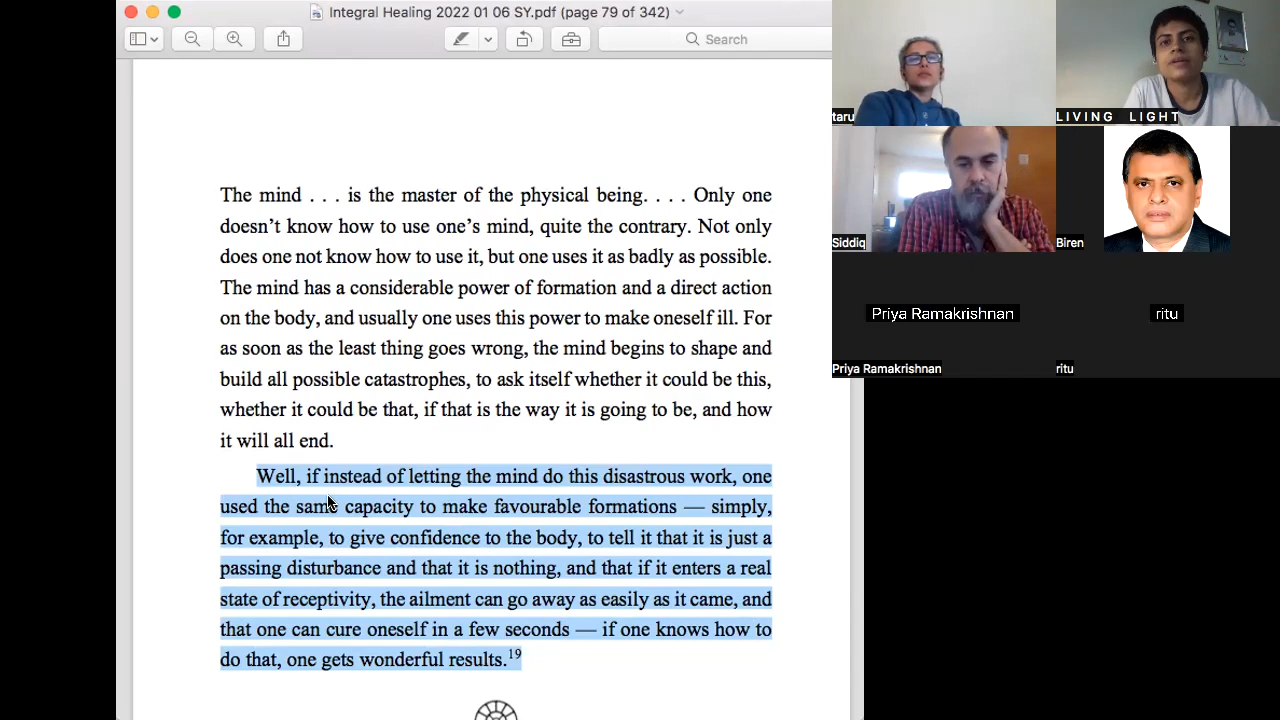 Integral Healing 2022 01 06 SY.pdf (page 79 of 342)
Search
The mind . . . is the master of the physical being. . . . Only one
doesn’t know how to use one’s mind, quite the contrary. Not only
does one not know how to use it, but one uses it as badly as possible.
The mind has a considerable power of formation and a direct action
on the body, and usually one uses this power to make oneself ill. For
as soon as the least thing goes wrong, the mind begins to shape and
build all possible catastrophes, to ask itself whether it could be this,
whether it could be that, if that is the way it is going to be, and how
it will all end.
Well, if instead of letting the mind do this disastrous work, one
used the same capacity to make favourable formations — simply,
for example, to give confidence to the body, to tell it that it is just a
passing disturbance and that it is nothing, and that if it enters a real
state of receptivity, the ailment can go away as easily as it came, and
that one can cure oneself in a few seconds — if one knows how to
do that, one gets wonderful results.19
taru
LIVING LIGHT
Siddiq
Biren
Priya Ramakrishnan
ritu
Priya Ramakrishnan
ritu